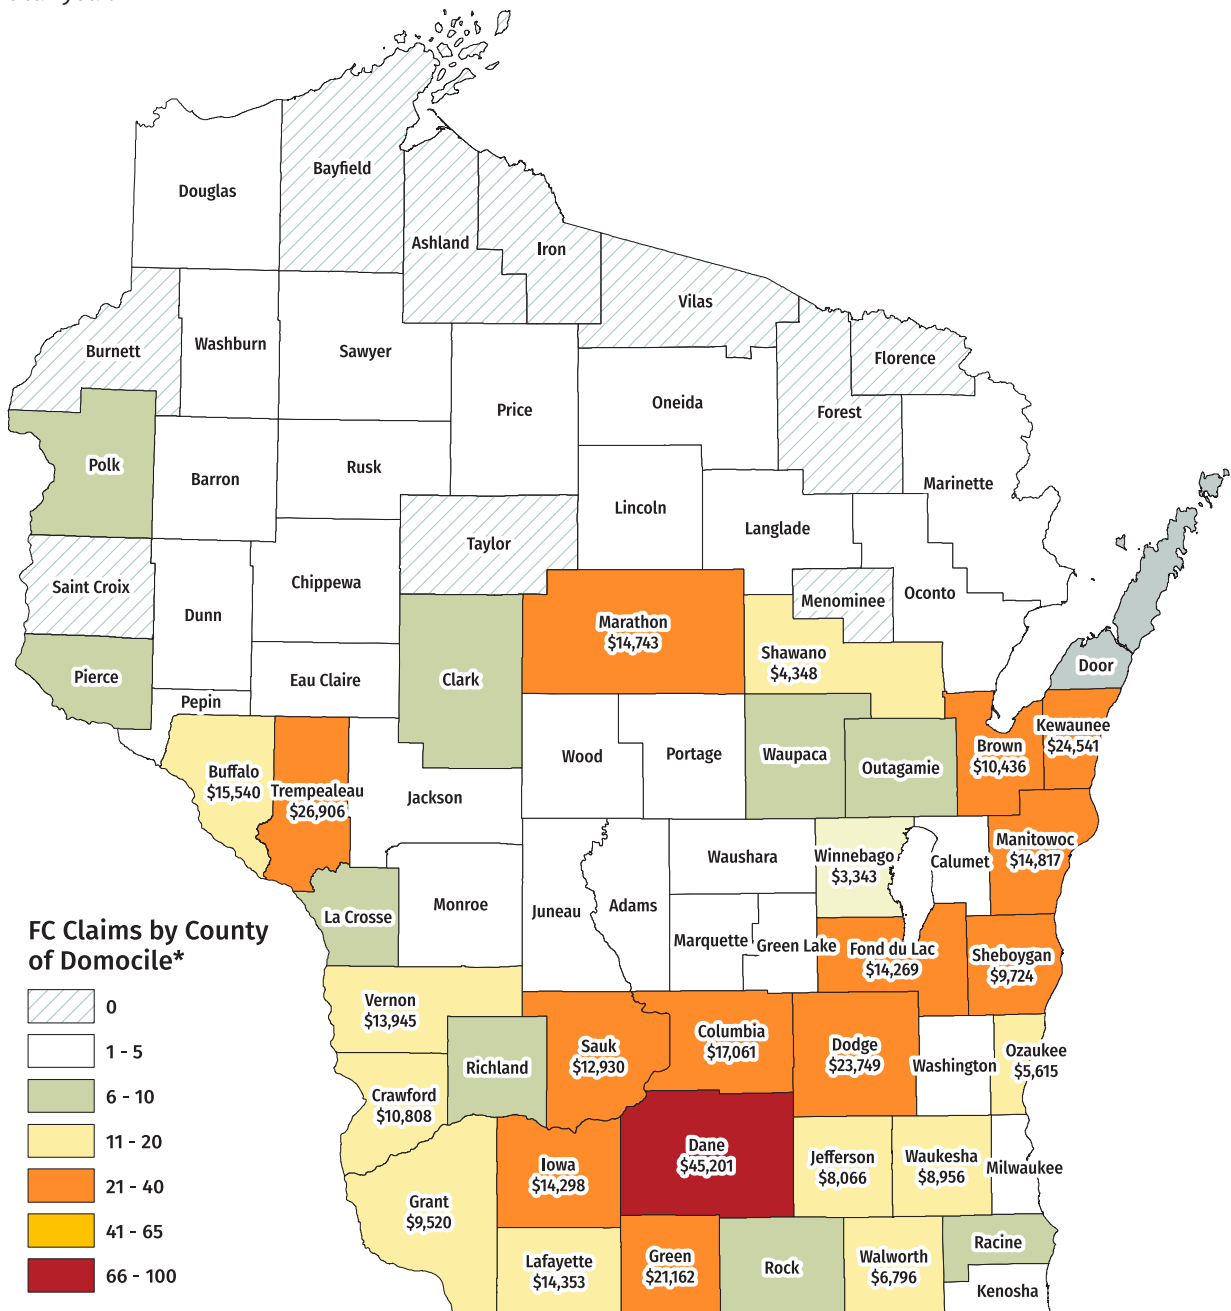 Bayfield
Douglas
Ashland
Iron
Vilas
Burnett
Washburn
Sawyer
Florence
Price
Oneida
Forest
Polk
Barron
Rusk
Marinette
Lincoln
Langlade
Taylor
Saint Croix
Chippewa
Menominee
Oconto
Dunn
Marathon
$14,743
Shawano
$4,348
Door
Pierce
Eau Claire
Clark
Pepin
Kewaunee
$24,541
Brown
$10,436
Wood
Portage
Waupaca
Outagamie
Buffalo
$15,540
Trempealeau
$26,906
Jackson
Manitowoc
$14,817
Waushara
Winnebago
$3,343
Calumet
Monroe
Juneau
Adams
La Crosse
Marquette
Green Lake
Fond du Lac
$14,269
Sheboygan
$9,724
FC Claims by County
of Domocile*
0
1 - 5
6 - 10
11 - 20
21 - 40
41 - 65
66 - 100
Vernon
$13,945
Sauk
$12,930
Columbia
$17,061
Dodge
$23,749
Washington
Ozaukee
$5,615
Richland
Crawford
$10,808
Dane
$45,201
Iowa
$14,298
Jefferson
$8,066
Waukesha
$8,956
Milwaukee
Grant
$9,520
Lafayette
$14,353
Green
$21,162
Rock
Walworth
$6,796
Racine
Kenosha